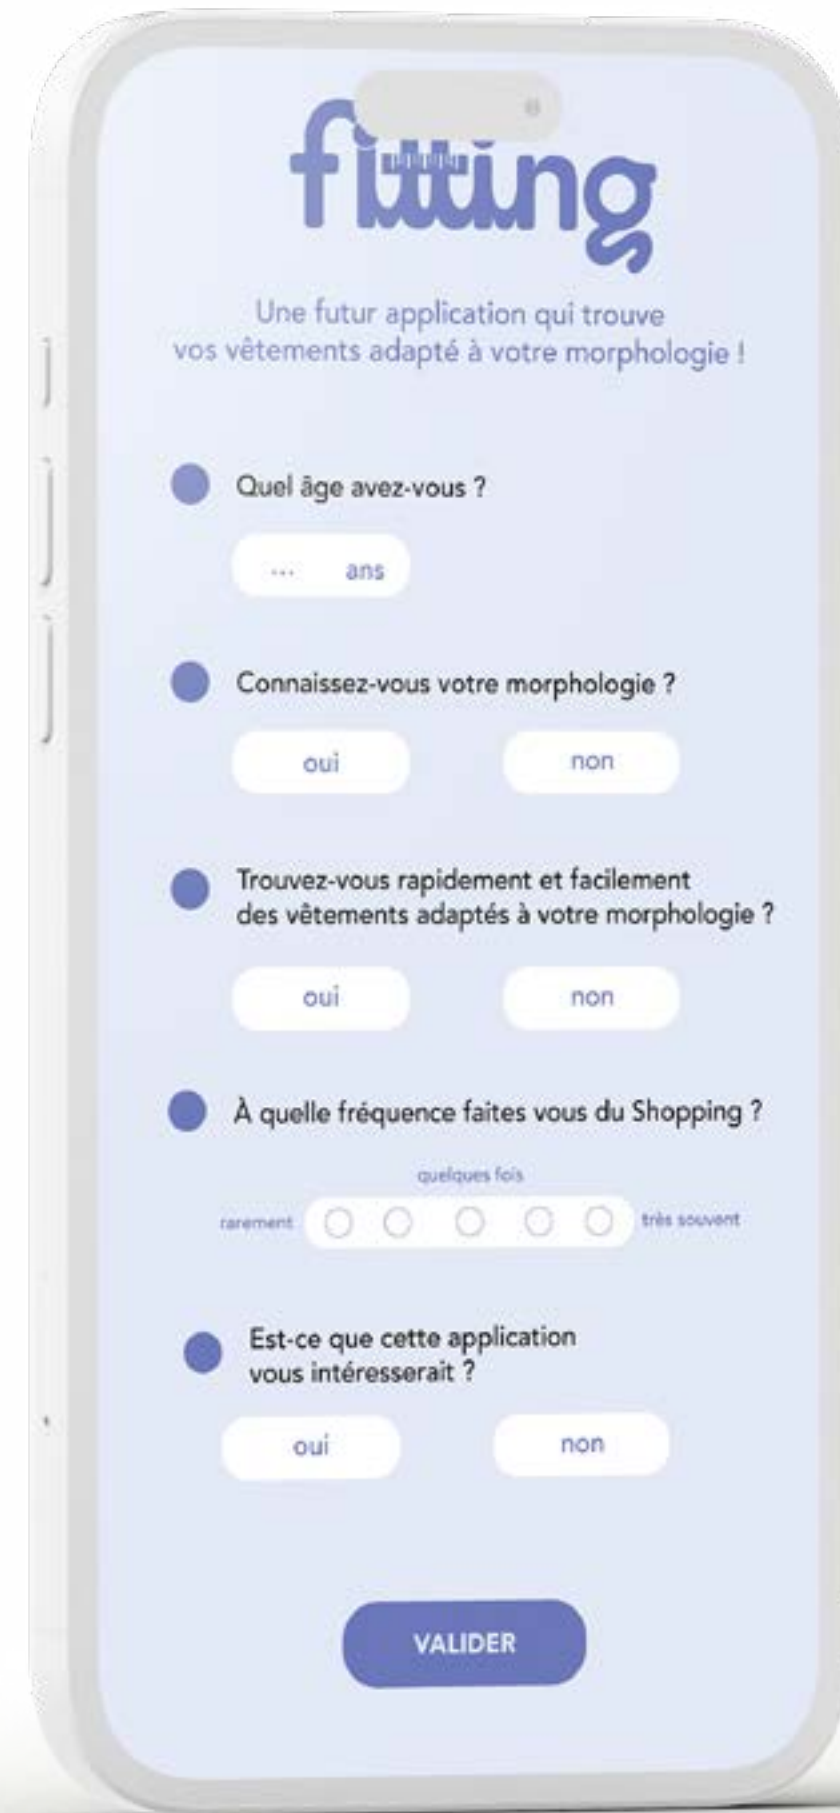 fitting
Une futur application qui trouve
vos vêtements adapté à votre morphologie !
Quel âge avez-vous ?
... ans
Connaissez-vous votre morphologie ?
oui non
Trouvez-vous rapidement et facilement
des vêtements adaptés à votre morphologie ?
oui non
À quelle fréquence faites vous du Shopping ?
quelques fois
rarement très souvent
Est-ce que cette application
vous intéresserait ?
oui non
VALIDER